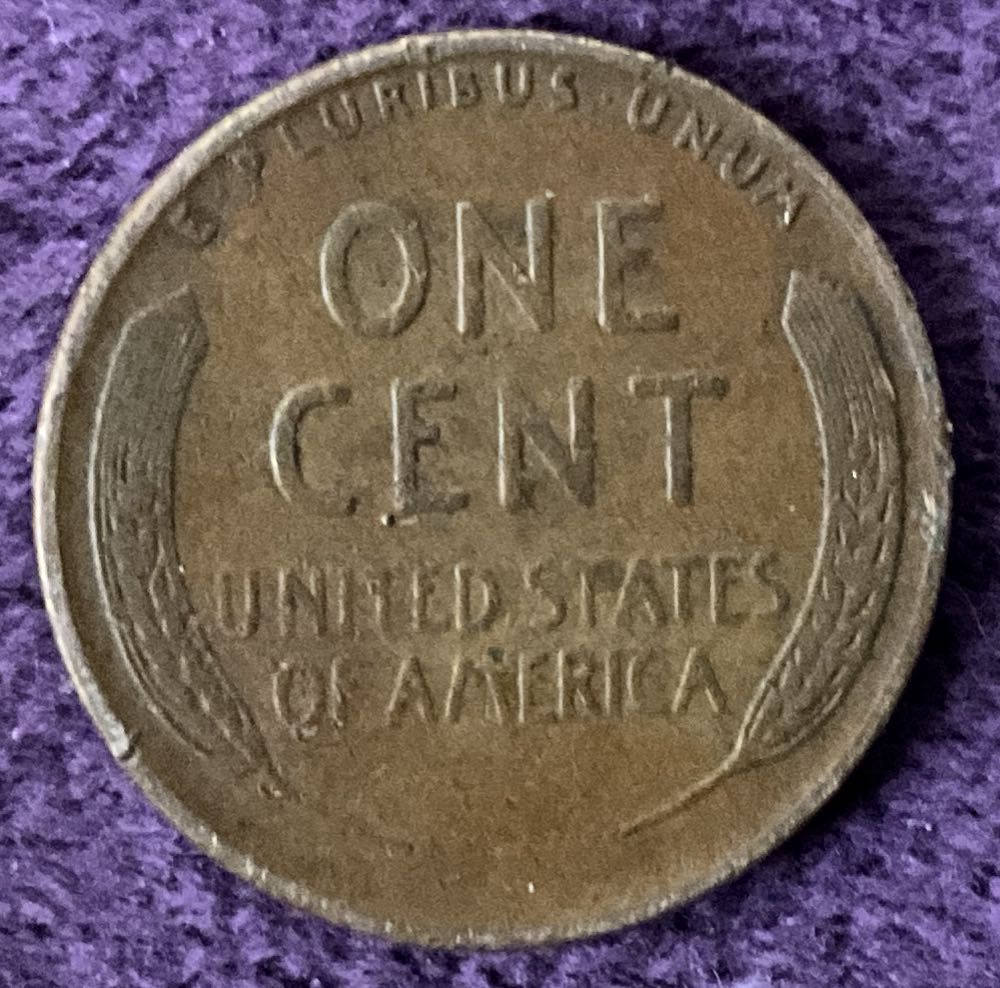 E PLURIBUS · UNUM
ONE
CENT
UNITED STATES
OF AMERICA